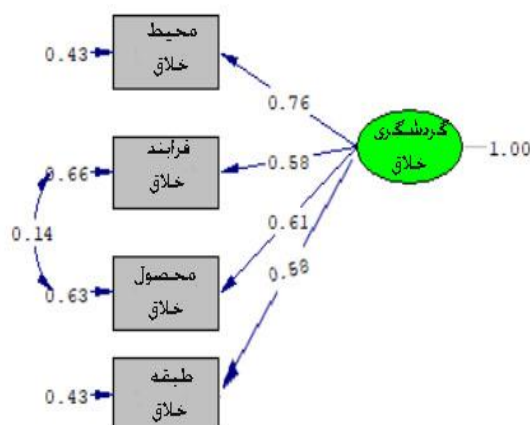 محیط
خلاق
0.43
0.76
گردشگری
خلاق
1.00
فرایند
خلاق
0.66
0.58
0.14
0.61
محصول
خلاق
0.63
0.58
طبقه
خلاق
0.43